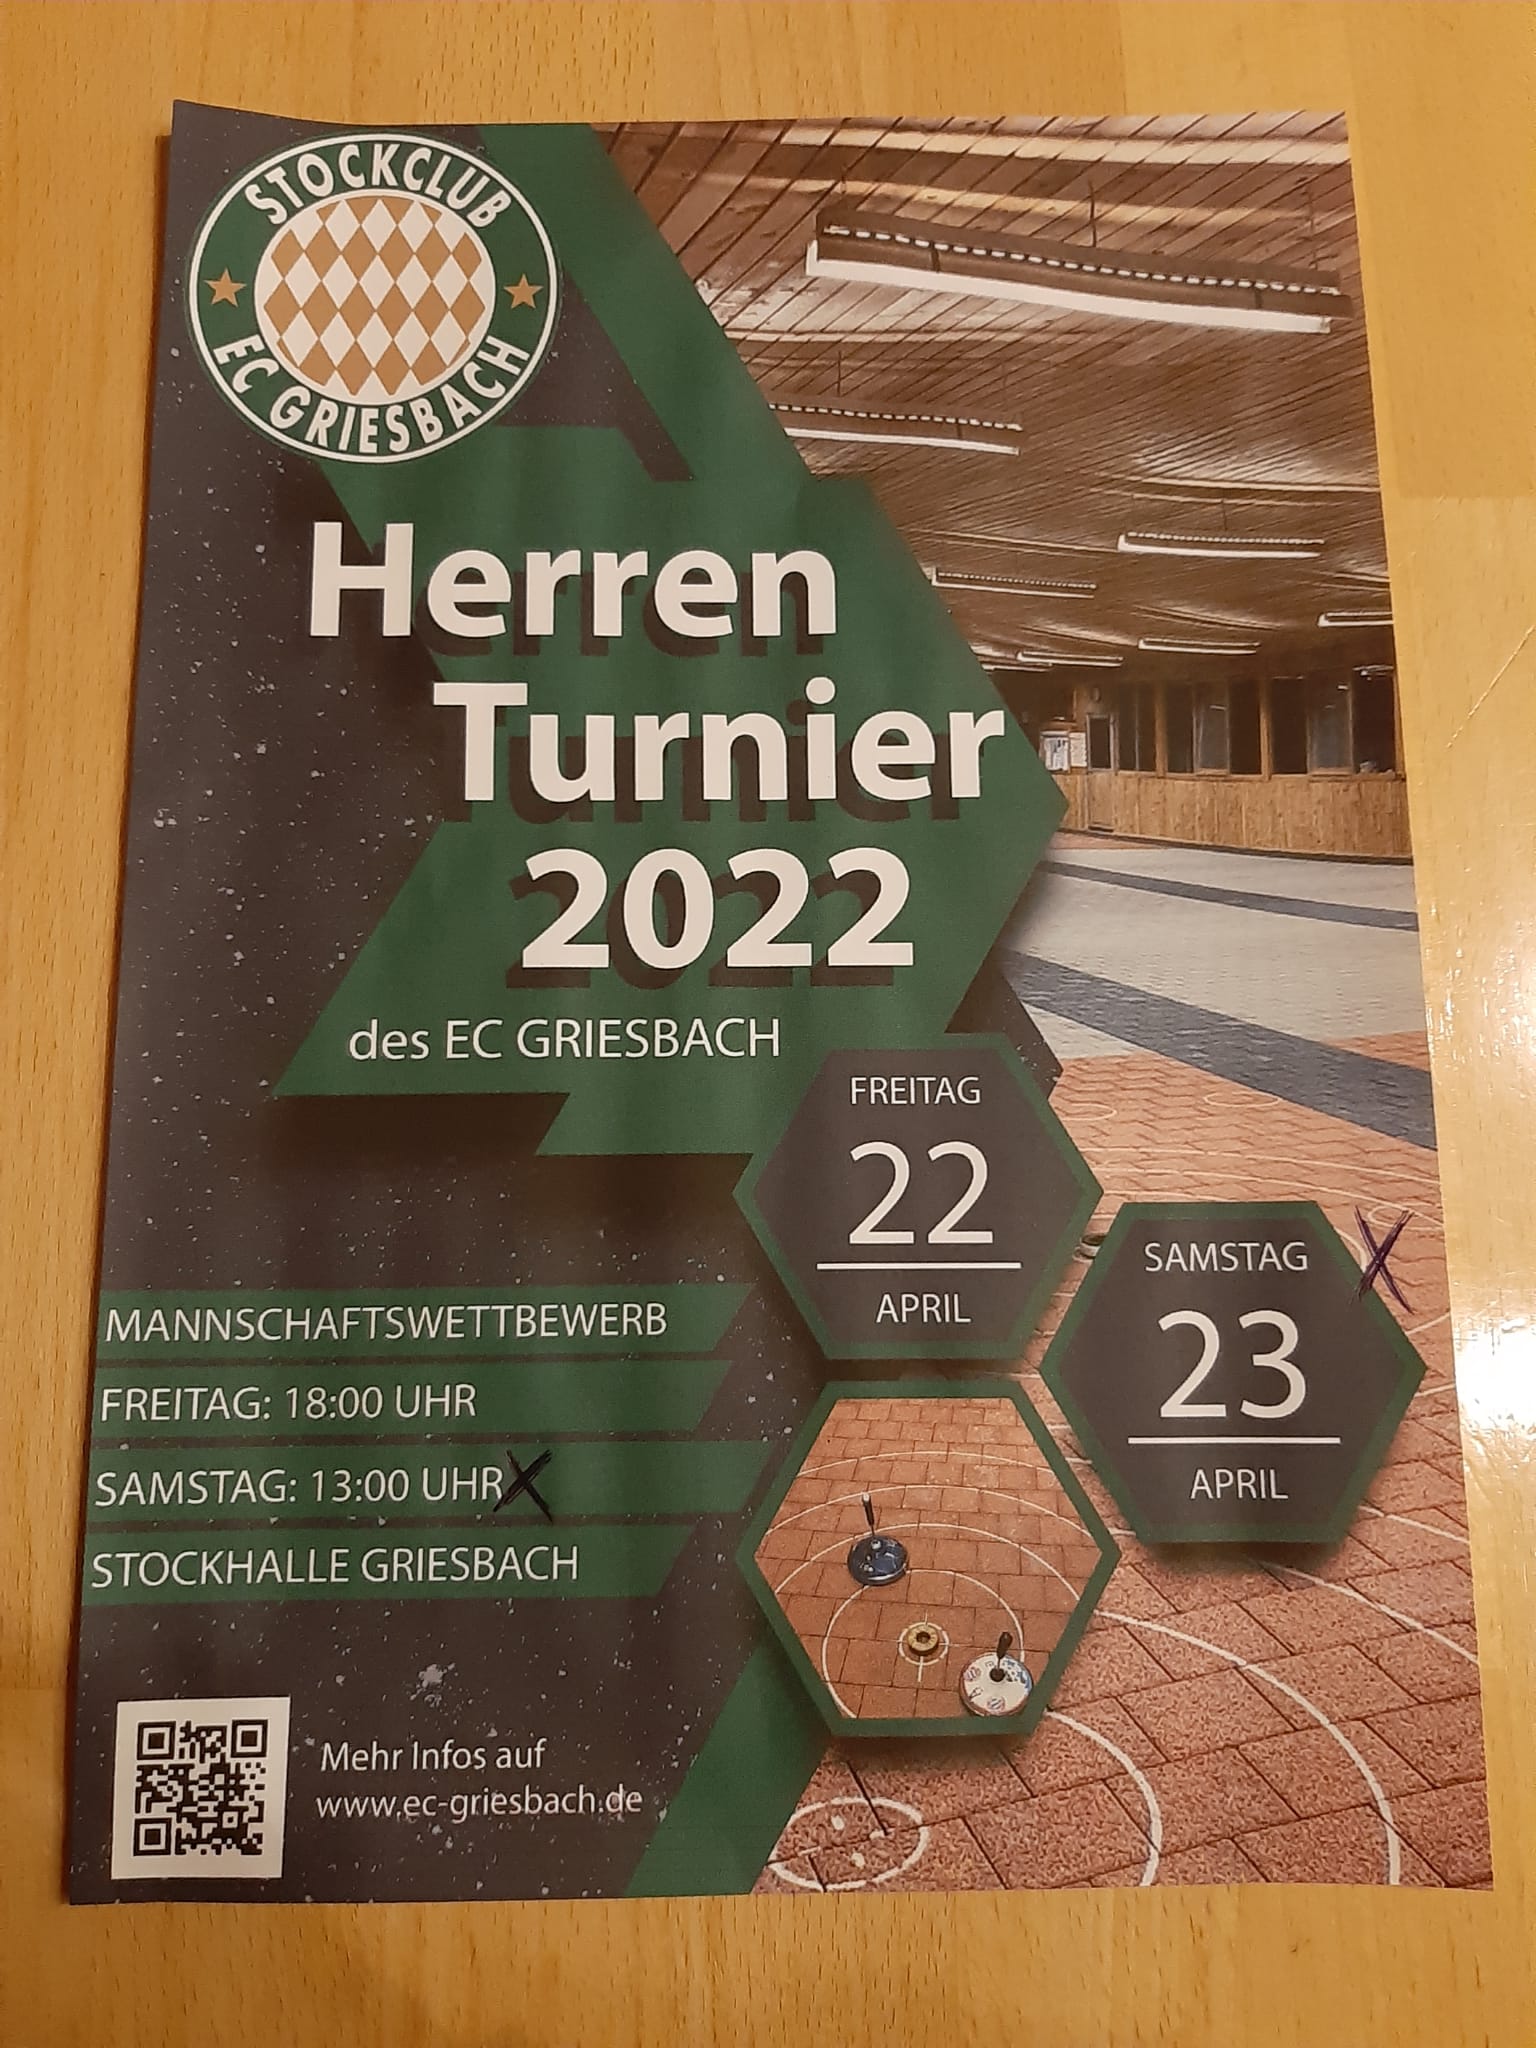 STOCKCLUB
EC GRIESBACH
Herren
Turnier
2022
des EC GRIESBACH
FREITAG
22
APRIL
SAMSTAG
X
23
APRIL
MANNSCHAFTSWETTBEWERB
FREITAG: 18:00 UHR
SAMSTAG: 13:00 UHR X
STOCKHALLE GRIESBACH
Mehr Infos auf
www.ec-griesbach.de